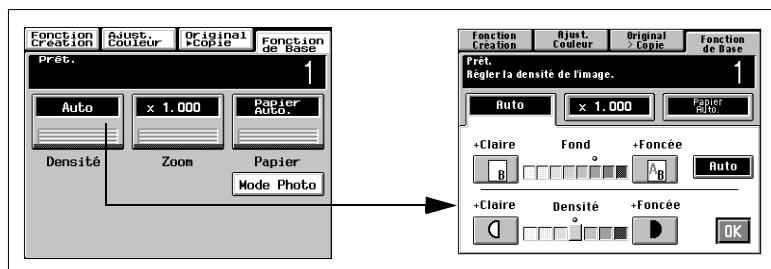 Fonction Création
Ajust. Couleur
Original ▸Copie
Fonction de Base
Prêt.
1
Auto
x 1.000
Papier Auto.
Densité
Zoom
Papier
Mode Photo
Fonction Création
Ajust. Couleur
Original > Copie
Fonction de Base
Prêt.
1
Régler la densité de l'image.
Auto
x 1.000
Papier Auto.
+Claire
Fond
+Foncée
B
A B
Auto
+Claire
Densité
+Foncée
OK